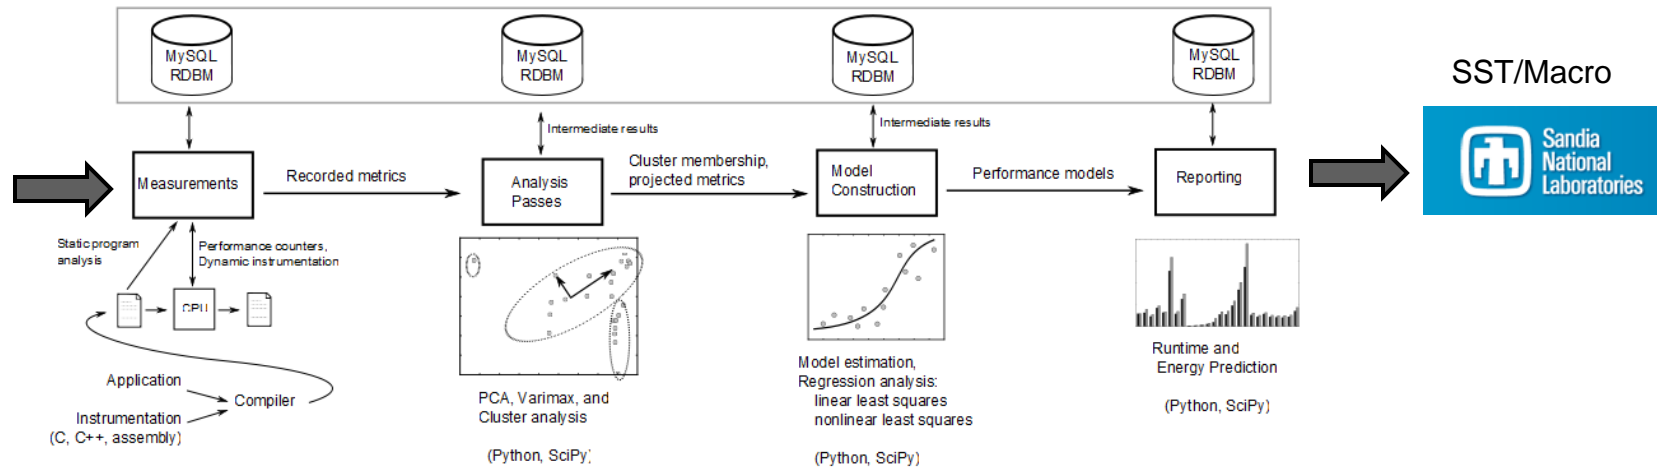 MySQL
RDBM
MySQL
RDBM
MySQL
RDBM
MySQL
RDBM
SST/Macro
Intermediate results
Intermediate results
Measurements
Recorded metrics
Analysis
Passes
Cluster membership,
projected metrics
Model
Construction
Performance models
Reporting
Sandia
National
Laboratories
Static program
analysis
Performance counters,
Dynamic instrumentation
CPU
Application
Instrumentation
(C, C++, assembly)
Compiler
PCA, Varimax, and
Cluster analysis
(Python, SciPy)
Model estimation,
Regression analysis:
linear least squares
nonlinear least squares
(Python, SciPy)
Runtime and
Energy Prediction
(Python, SciPy)